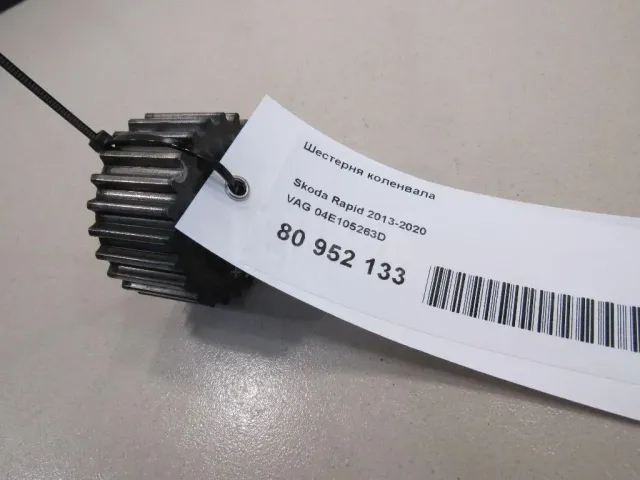 Шестерня коленвала
Skoda Rapid 2013-2020
VAG 04E105263D
80 952 133